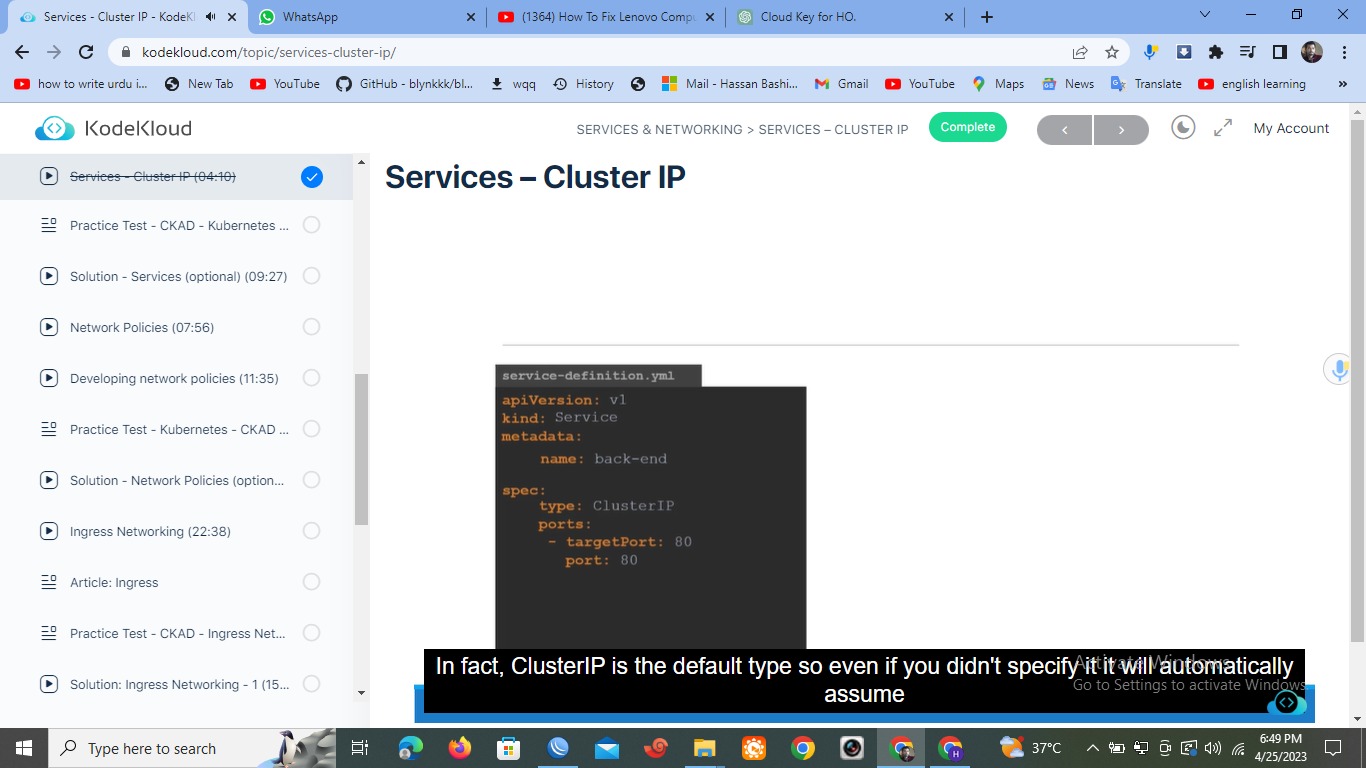 Services - Cluster IP - KodeKl
WhatsApp
(1364) How To Fix Lenovo Compu
Cloud Key for HO.
kodekloud.com/topic/services-cluster-ip/
how to write urdu i...
New Tab
YouTube
GitHub - blynkkk/bl...
wqq
History
Mail - Hassan Bashi...
Gmail
YouTube
Maps
News
Translate
english learning
»
KodeKloud
SERVICES & NETWORKING > SERVICES – CLUSTER IP
Complete
My Account
Services - Cluster IP (04:10)
Practice Test - CKAD - Kubernetes ...
Solution - Services (optional) (09:27)
Network Policies (07:56)
Developing network policies (11:35)
Practice Test - Kubernetes - CKAD ...
Solution - Network Policies (option...
Ingress Networking (22:38)
Article: Ingress
Practice Test - CKAD - Ingress Net...
Solution: Ingress Networking - 1 (15...
Services – Cluster IP
service-definition.yml
apiVersion: v1
kind: Service
metadata:
name: back-end
spec:
type: ClusterIP
ports:
- targetPort: 80
port: 80
In fact, ClusterIP is the default type so even if you didn't specify it it will automatically
assume
Activate Windows
Go to Settings to activate Windows.
Type here to search
37°C
6:49 PM
4/25/2023